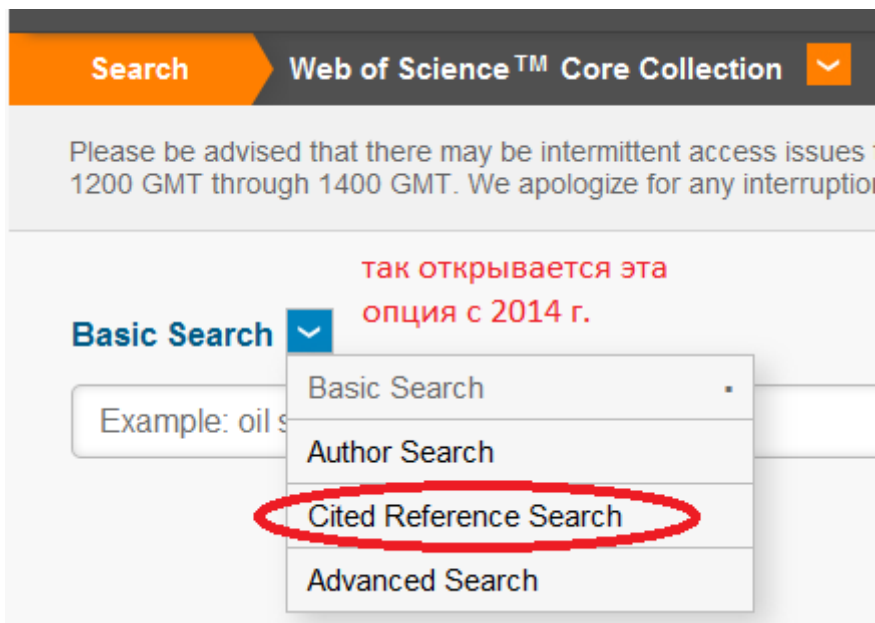 Search Web of Science™ Core Collection
Please be advised that there may be intermittent access issues
1200 GMT through 1400 GMT. We apologize for any interruption
так открывается эта
опция с 2014 г.
Basic Search
Basic Search
Example: oil s
Author Search
Cited Reference Search
Advanced Search